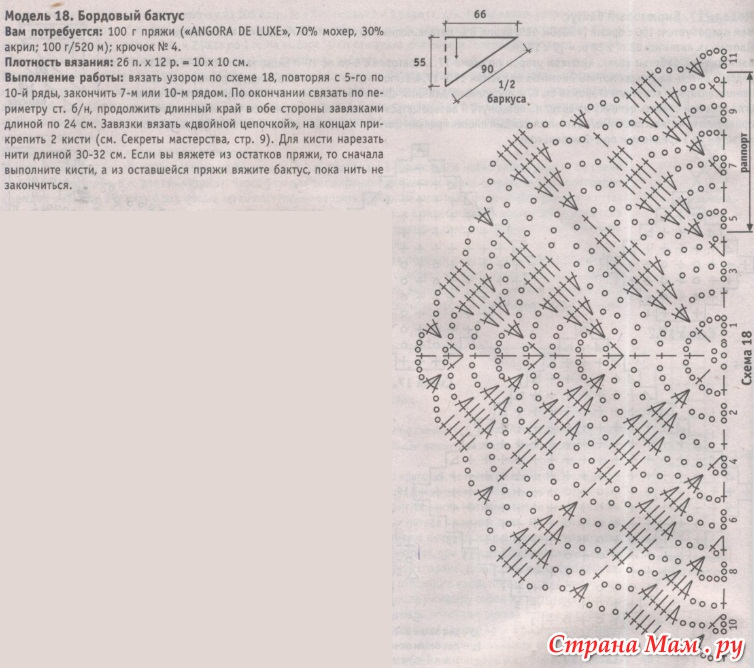 Модель 18. Бордовый бактус
Вам потребуется: 100 г пряжи («ANGORA DE LUXE», 70% мохер, 30%
акрил; 100 г/520 м); крючок № 4.
Плотность вязания: 26 п. x 12 р. = 10 x 10 см.
Выполнение работы: вязать узором по схеме 18, повторяя с 5-го по
10-й ряды, закончить 7-м или 10-м рядом. По окончании связать по пе-
риметру ст. б/н, продолжить длинный край в обе стороны завязками
длиной по 24 см. Завязки вязать «двойной цепочкой», на концах при-
крепить 2 кисти (см. Секреты мастерства, стр. 9). Для кисти нарезать
нити длиной 30-32 см. Если вы вяжете из остатков пряжи, то сначала
выполните кисти, а из оставшейся пряжи вяжите бактус, пока нить не
закончиться.
66
55
90
1/2
баркуса
11
9
раппорт
7
5
3
1
Схема 18
2
4
6
8
10
Страна Мам.ру